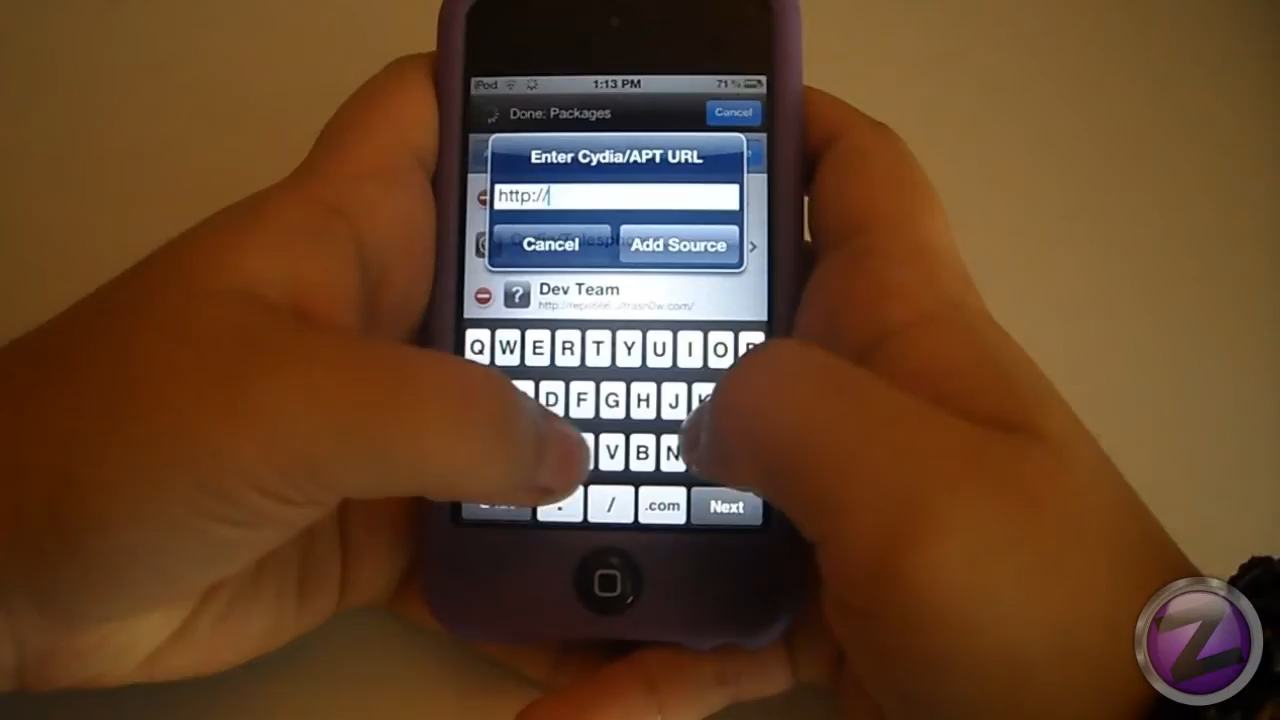 iPod 1:13 PM 71%
Done: Packages Cancel
Enter Cydia/APT URL
http://
Cancel Add Source
Dev Team
Q W E R T Y U I O P
D F G H J K
V B N
. / .com Next
Z